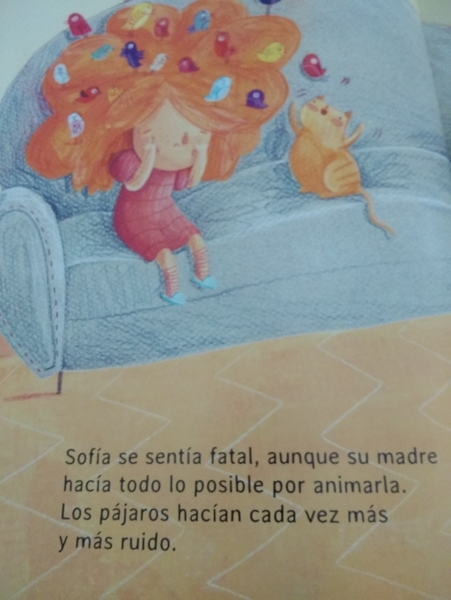 Sofía se sentía fatal, aunque su madre
hacía todo lo posible por animarla.
Los pájaros hacían cada vez más
y más ruido.